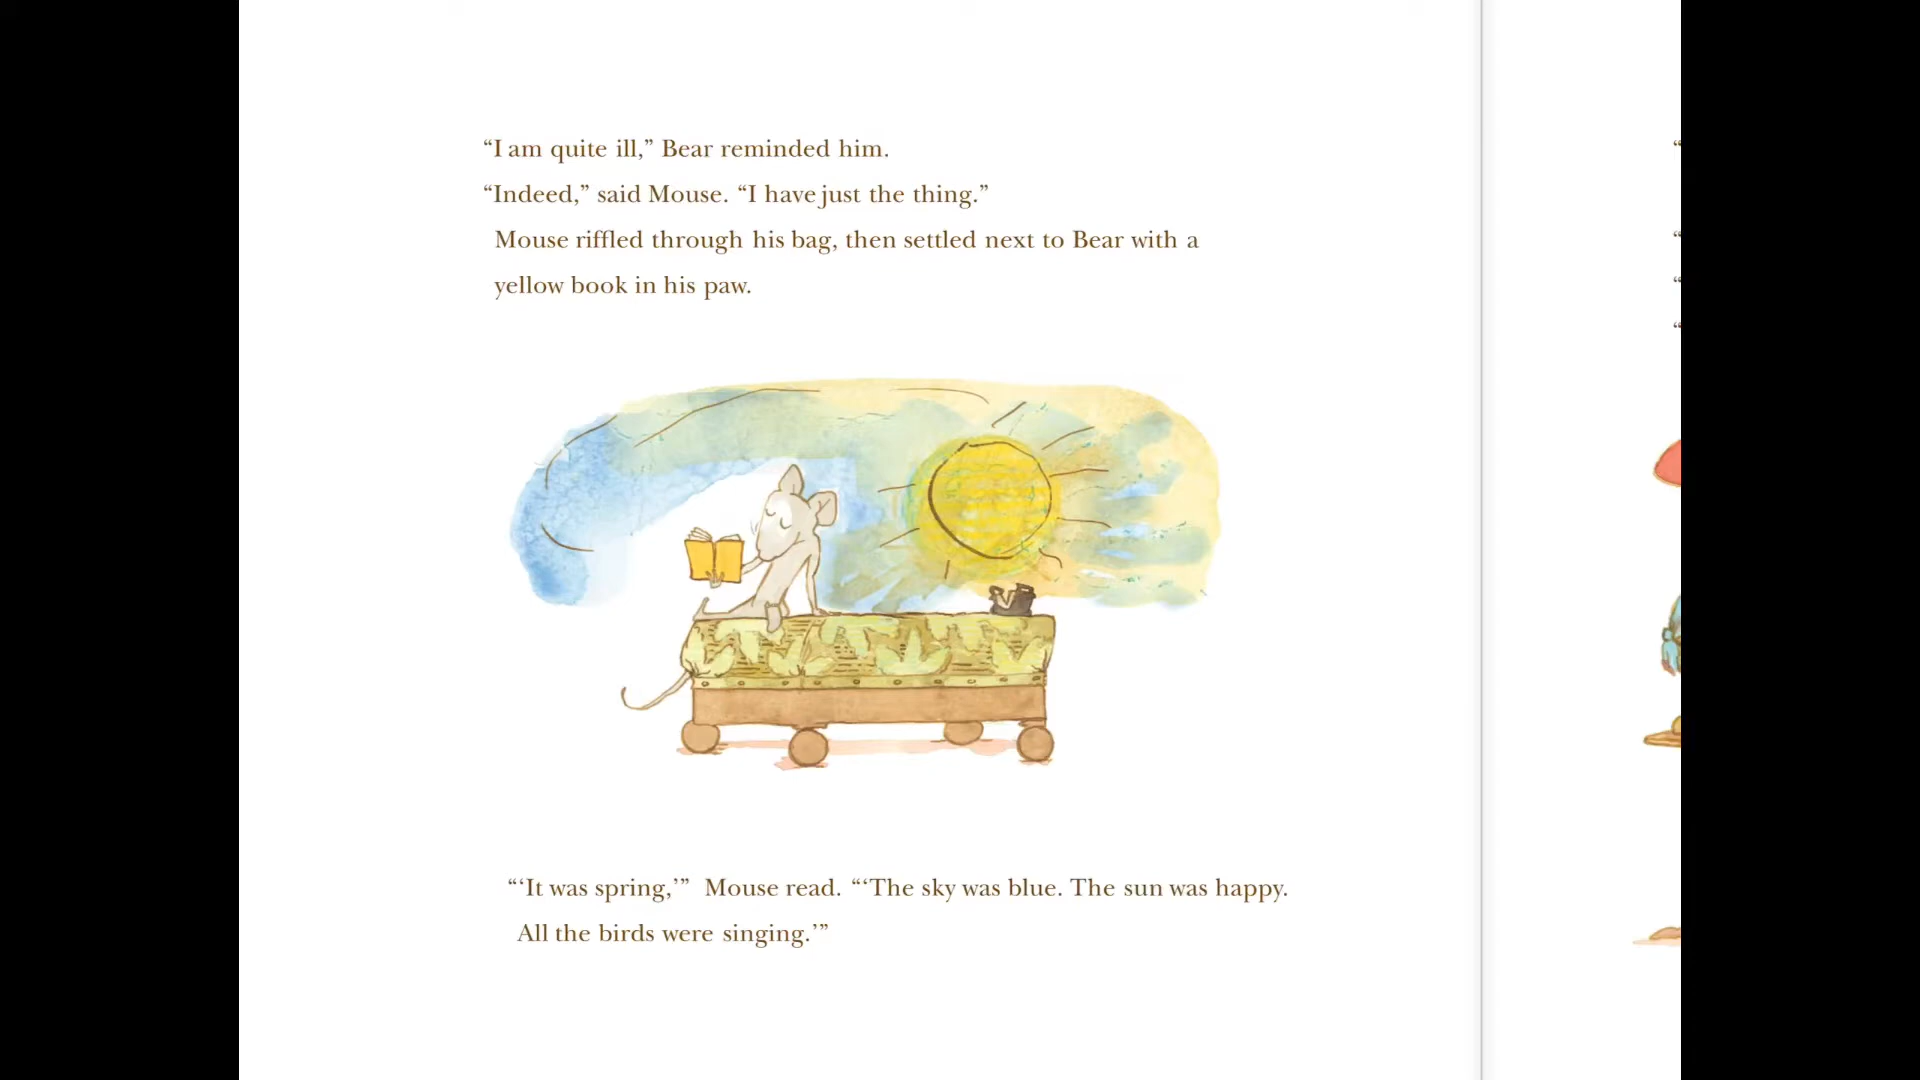 “I am quite ill,” Bear reminded him.
“Indeed,” said Mouse. “I have just the thing.”
Mouse riffled through his bag, then settled next to Bear with a
yellow book in his paw.
“‘It was spring,’” Mouse read. “‘The sky was blue. The sun was happy.
All the birds were singing.’”